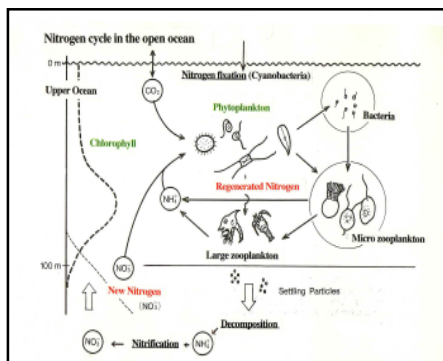 Nitrogen cycle in the open ocean
0 m
Nitrogen fixation (Cyanobacteria)
Upper Ocean
CO₂
Phytoplankton
Bacteria
Chlorophyll
Regenerated Nitrogen
NH₄⁺
Micro zooplankton
Large zooplankton
100 m
NO₃⁻
New Nitrogen
(NO₃⁻)
Settling Particles
Decomposition
NO₃⁻
Nitrification
NH₄⁺